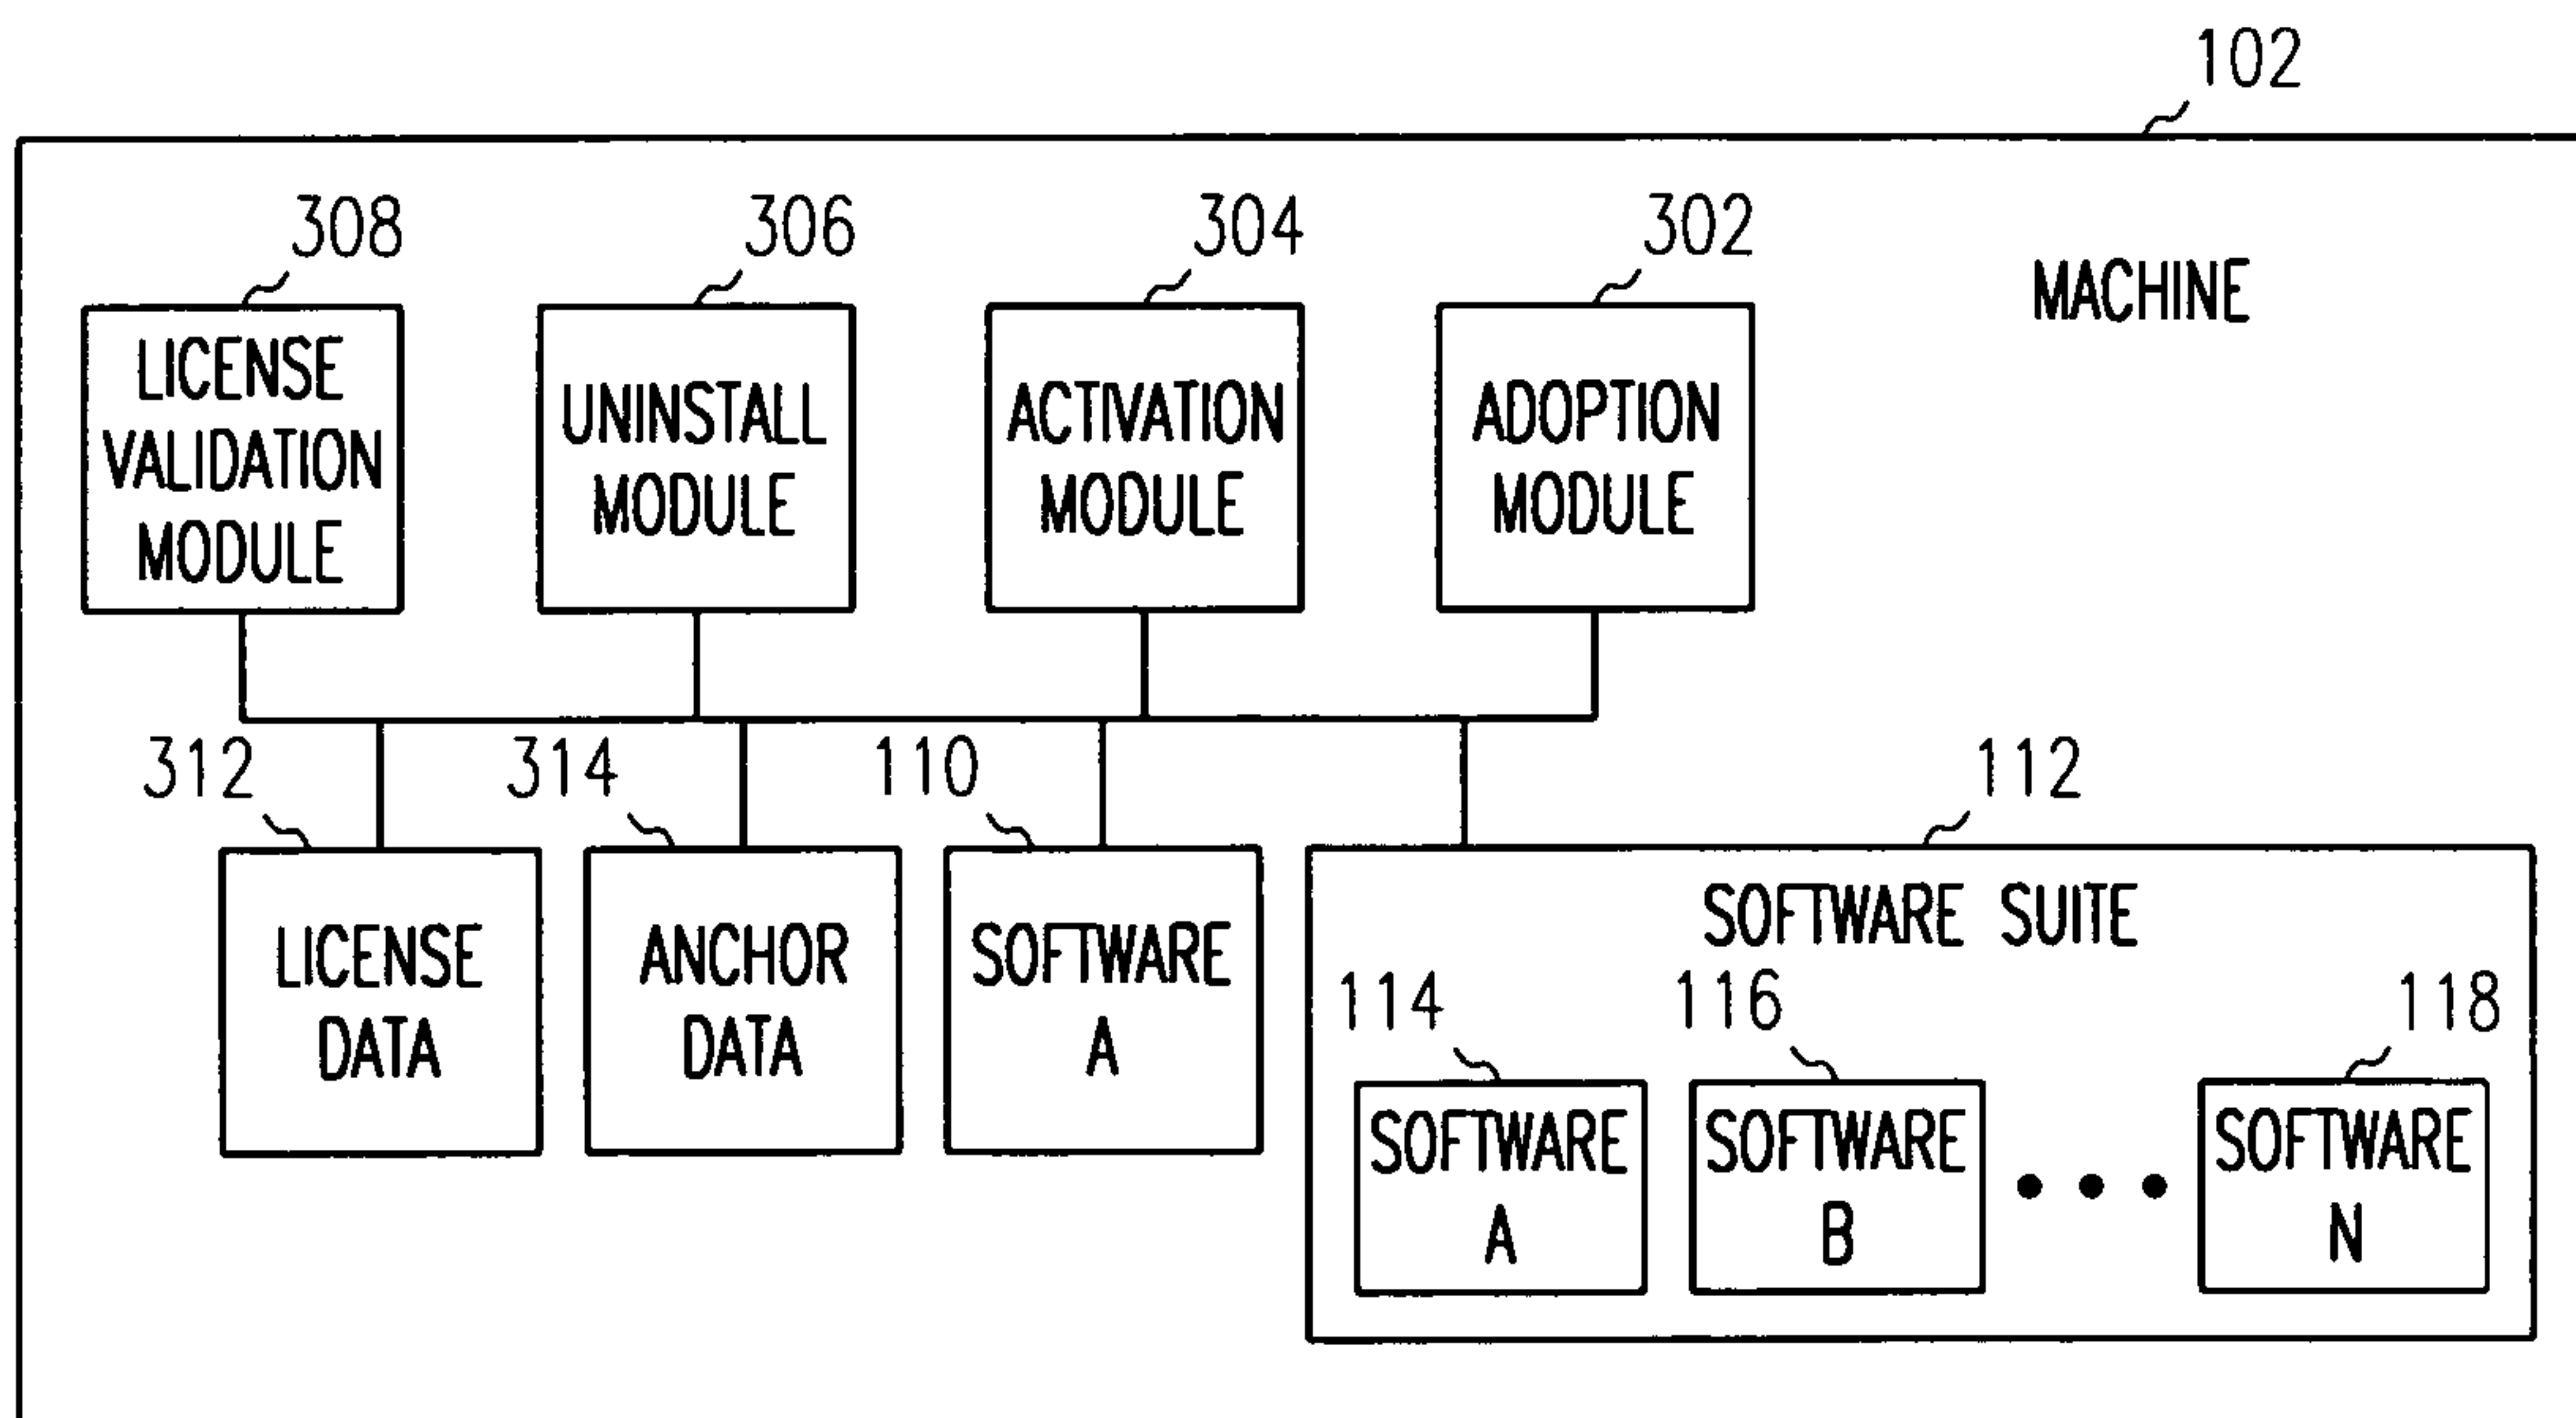 102
308
306
304
302
MACHINE
LICENSE
VALIDATION
MODULE
UNINSTALL
MODULE
ACTIVATION
MODULE
ADOPTION
MODULE
312
314
110
112
LICENSE
DATA
ANCHOR
DATA
SOFTWARE
A
SOFTWARE SUITE
114
116
118
SOFTWARE
A
SOFTWARE
B
SOFTWARE
N